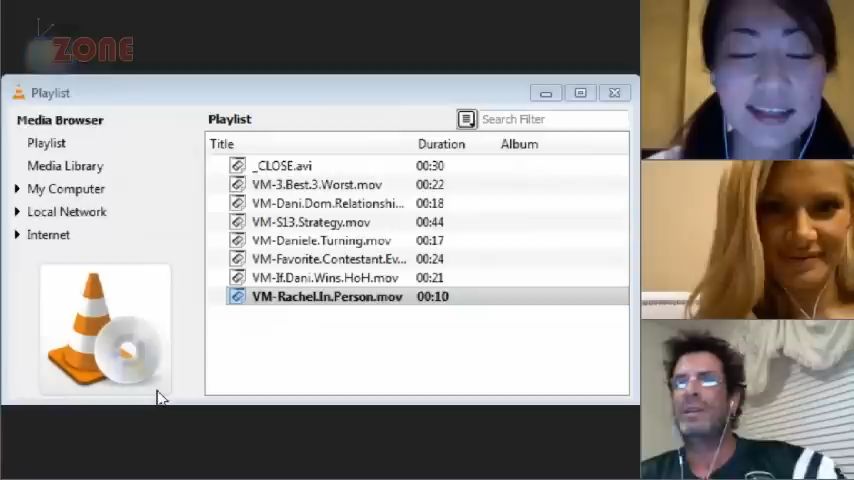 ZONE
Playlist
Media Browser
Playlist
Media Library
My Computer
Local Network
Internet
Playlist
Search Filter
Title Duration Album
_CLOSE.avi 00:30
VM-3.Best.3.Worst.mov 00:22
VM-Dani.Dom.Relationshi... 00:18
VM-S13.Strategy.mov 00:44
VM-Daniele.Turning.mov 00:17
VM-Favorite.Contestant.Ev... 00:24
VM-If.Dani.Wins.HoH.mov 00:21
VM-Rachel.In.Person.mov 00:10